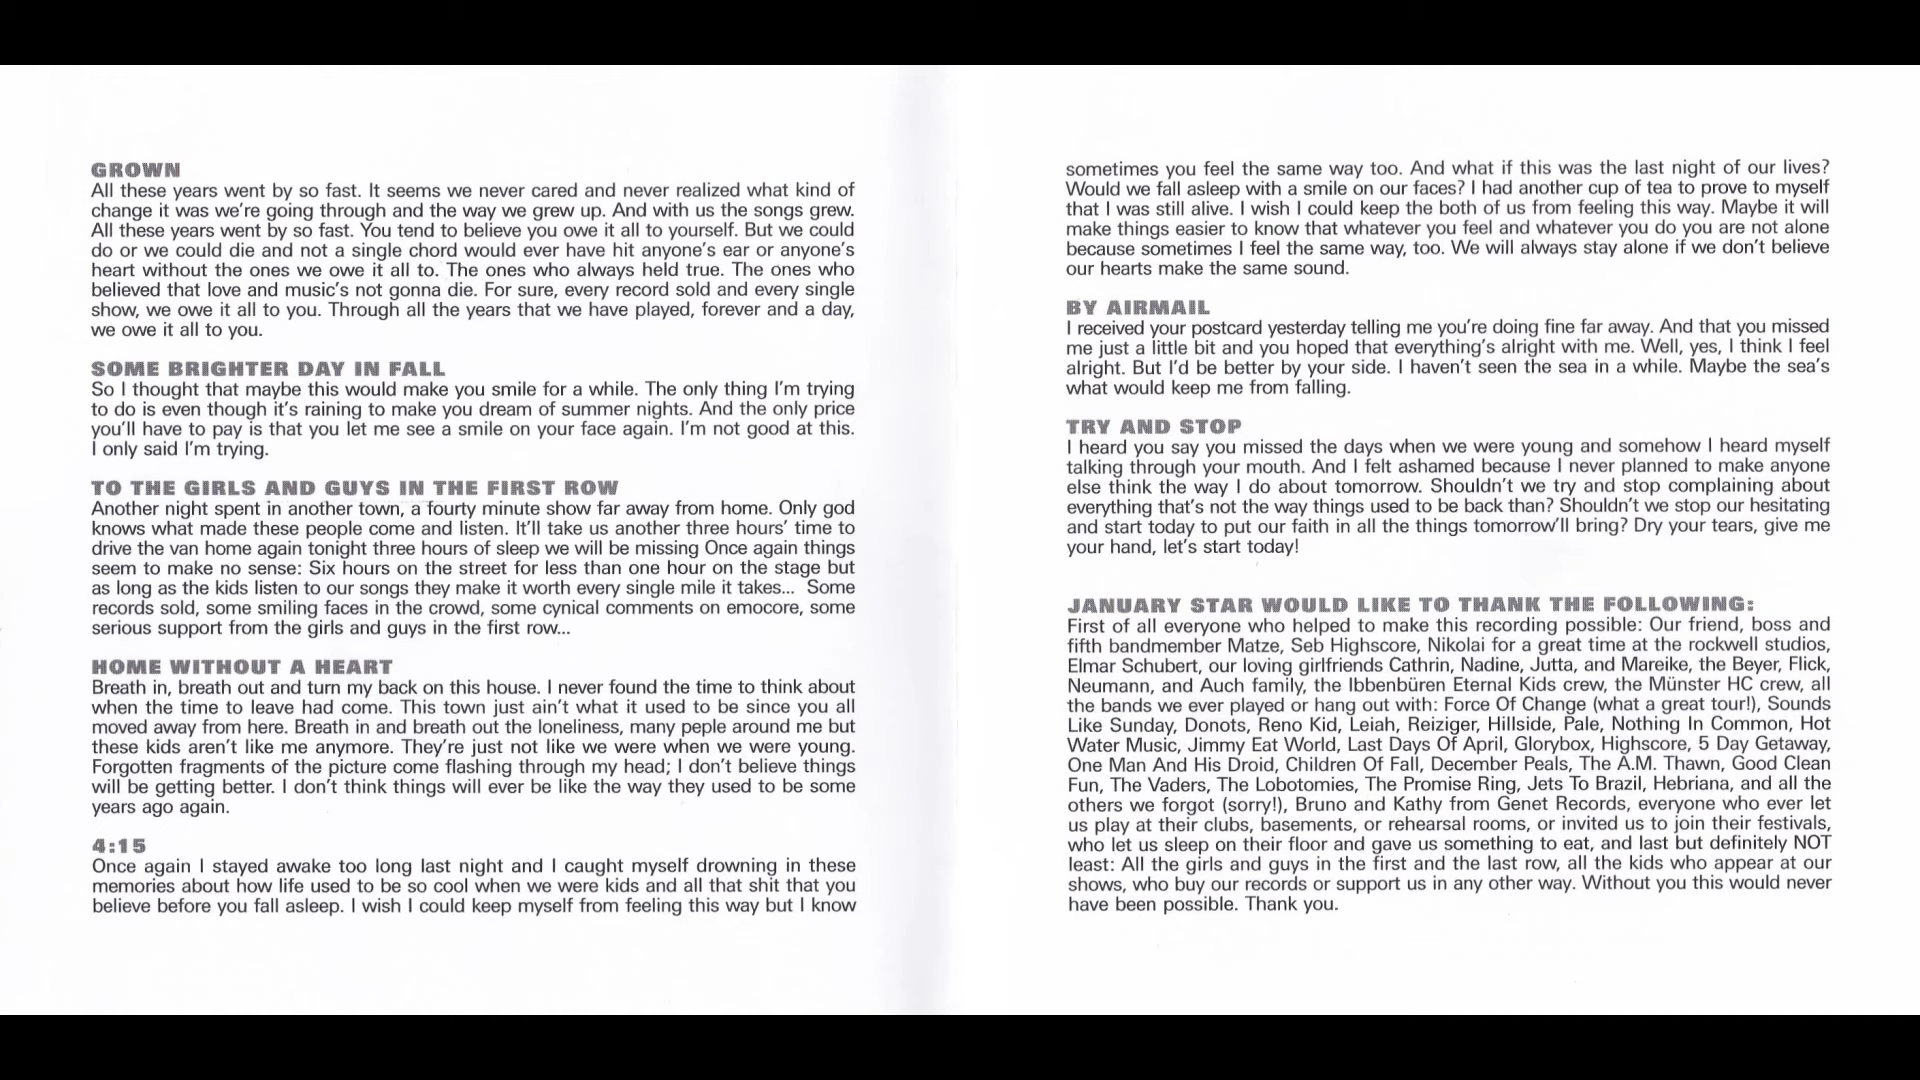 GROWN
All these years went by so fast. It seems we never cared and never realized what kind of
change it was we're going through and the way we grew up. And with us the songs grew.
All these years went by so fast. You tend to believe you owe it all to yourself. But we could
do or we could die and not a single chord would ever have hit anyone's ear or anyone's
heart without the ones we owe it all to. The ones who always held true. The ones who
believed that love and music's not gonna die. For sure, every record sold and every single
show, we owe it all to you. Through all the years that we have played, forever and a day,
we owe it all to you.
SOME BRIGHTER DAY IN FALL
So I thought that maybe this would make you smile for a while. The only thing I'm trying
to do is even though it's raining to make you dream of summer nights. And the only price
you'll have to pay is that you let me see a smile on your face again. I'm not good at this.
I only said I'm trying.
TO THE GIRLS AND GUYS IN THE FIRST ROW
Another night spent in another town, a fourty minute show far away from home. Only god
knows what made these people come and listen. It'll take us another three hours' time to
drive the van home again tonight three hours of sleep we will be missing Once again things
seem to make no sense: Six hours on the street for less than one hour on the stage but
as long as the kids listen to our songs they make it worth every single mile it takes... Some
records sold, some smiling faces in the crowd, some cynical comments on emocore, some
serious support from the girls and guys in the first row...
HOME WITHOUT A HEART
Breath in, breath out and turn my back on this house. I never found the time to think about
when the time to leave had come. This town just ain't what it used to be since you all
moved away from here. Breath in and breath out the loneliness, many peple around me but
these kids aren't like me anymore. They're just not like we were when we were young.
Forgotten fragments of the picture come flashing through my head; I don't believe things
will be getting better. I don't think things will ever be like the way they used to be some
years ago again.
4:15
Once again I stayed awake too long last night and I caught myself drowning in these
memories about how life used to be so cool when we were kids and all that shit that you
believe before you fall asleep. I wish I could keep myself from feeling this way but I know
sometimes you feel the same way too. And what if this was the last night of our lives?
Would we fall asleep with a smile on our faces? I had another cup of tea to prove to myself
that I was still alive. I wish I could keep the both of us from feeling this way. Maybe it will
make things easier to know that whatever you feel and whatever you do you are not alone
because sometimes I feel the same way, too. We will always stay alone if we don't believe
our hearts make the same sound.
BY AIRMAIL
I received your postcard yesterday telling me you're doing fine far away. And that you missed
me just a little bit and you hoped that everything's alright with me. Well, yes, I think I feel
alright. But I'd be better by your side. I haven't seen the sea in a while. Maybe the sea's
what would keep me from falling.
TRY AND STOP
I heard you say you missed the days when we were young and somehow I heard myself
talking through your mouth. And I felt ashamed because I never planned to make anyone
else think the way I do about tomorrow. Shouldn't we try and stop complaining about
everything that's not the way things used to be back than? Shouldn't we stop our hesitating
and start today to put our faith in all the things tomorrow'll bring? Dry your tears, give me
your hand, let's start today!
JANUARY STAR WOULD LIKE TO THANK THE FOLLOWING:
First of all everyone who helped to make this recording possible: Our friend, boss and
fifth bandmember Matze, Seb Highscore, Nikolai for a great time at the rockwell studios,
Elmar Schubert, our loving girlfriends Cathrin, Nadine, Jutta, and Mareike, the Beyer, Flick,
Neumann, and Auch family, the Ibbenbüren Eternal Kids crew, the Münster HC crew, all
the bands we ever played or hang out with: Force Of Change (what a great tour!), Sounds
Like Sunday, Donots, Reno Kid, Leiah, Reiziger, Hillside, Pale, Nothing In Common, Hot
Water Music, Jimmy Eat World, Last Days Of April, Glorybox, Highscore, 5 Day Getaway,
One Man And His Droid, Children Of Fall, December Peals, The A.M. Thawn, Good Clean
Fun, The Vaders, The Lobotomies, The Promise Ring, Jets To Brazil, Hebriana, and all the
others we forgot (sorry!), Bruno and Kathy from Genet Records, everyone who ever let
us play at their clubs, basements, or rehearsal rooms, or invited us to join their festivals,
who let us sleep on their floor and gave us something to eat, and last but definitely NOT
least: All the girls and guys in the first and the last row, all the kids who appear at our
shows, who buy our records or support us in any other way. Without you this would never
have been possible. Thank you.